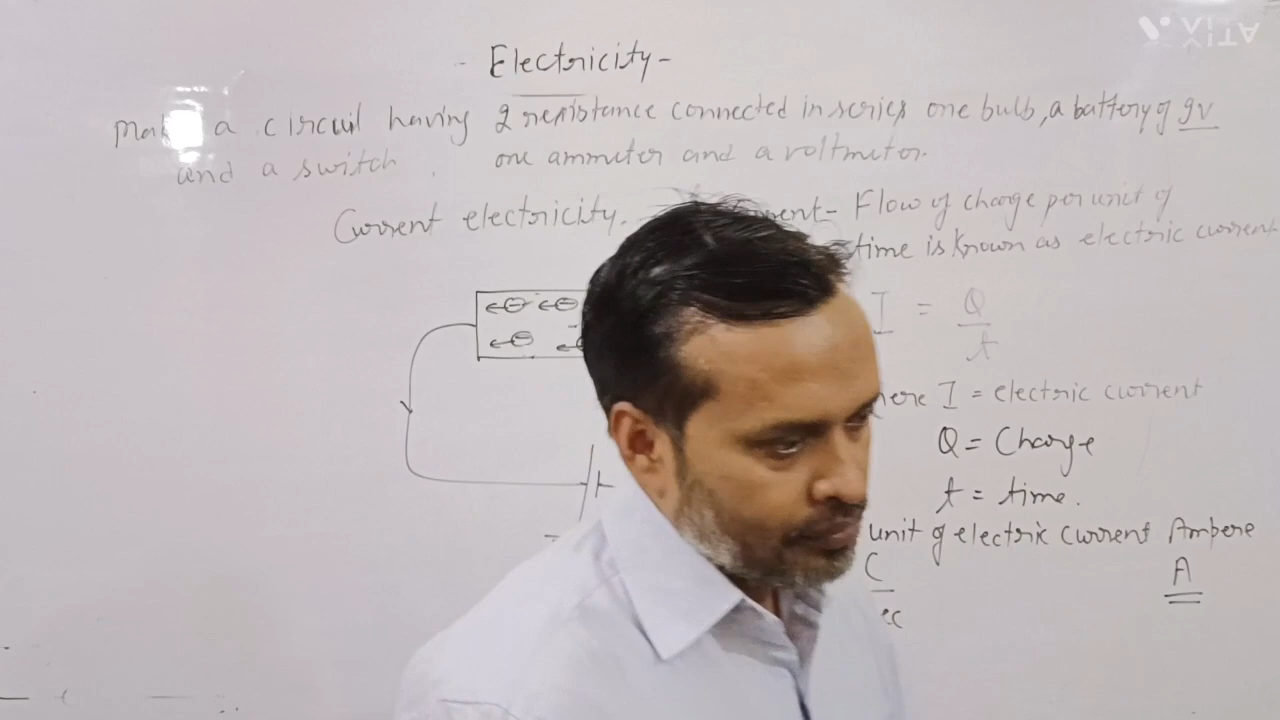 - Electricity -
a circuit having 2 resistance connected in series one bulb, a battery of 9v
and a switch. one ammeter and a voltmeter.
Current electricity.
- Flow of charge per unit of
time is known as electric current
I = Q
t
I = electric current
Q = Charge
t = time.
unit of electric current Ampere
C
A